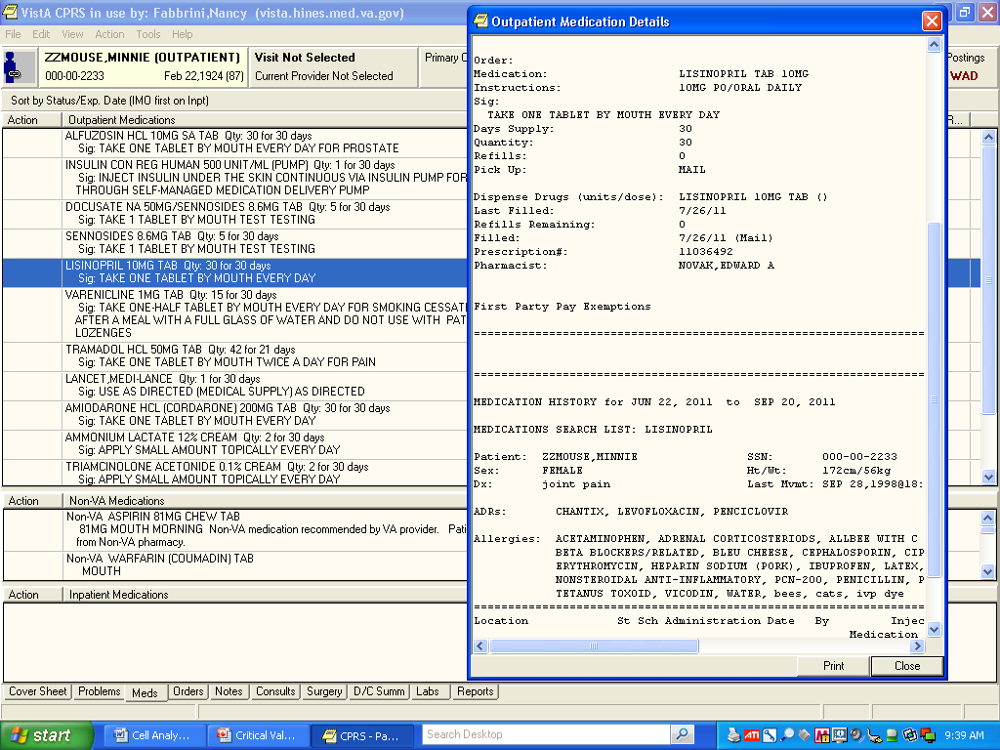 VistA CPRS in use by: Fabbrini,Nancy (vista.hines.med.va.gov)
File Edit View Action Tools Help
ZZMOUSE,MINNIE (OUTPATIENT)
000-00-2233 Feb 22,1924 (87)
Visit Not Selected
Current Provider Not Selected
Primary C
Postings
WAD
Sort by Status/Exp. Date (IMO first on Inpt)
Action Outpatient Medications
R...
ALFUZOSIN HCL 10MG SA TAB Qty: 30 for 30 days
Sig: TAKE ONE TABLET BY MOUTH EVERY DAY FOR PROSTATE
INSULIN CON REG HUMAN 500 UNIT/ML (PUMP) Qty: 1 for 30 days
Sig: INJECT INSULIN UNDER THE SKIN CONTINUOUS VIA INSULIN PUMP FOR
THROUGH SELF-MANAGED MEDICATION DELIVERY PUMP
DOCUSATE NA 50MG/SENNOSIDES 8.6MG TAB Qty: 5 for 30 days
Sig: TAKE 1 TABLET BY MOUTH TEST TESTING
SENNOSIDES 8.6MG TAB Qty: 5 for 30 days
Sig: TAKE 1 TABLET BY MOUTH TEST TESTING
LISINOPRIL 10MG TAB Qty: 30 for 30 days
Sig: TAKE ONE TABLET BY MOUTH EVERY DAY
VARENICLINE 1MG TAB Qty: 15 for 30 days
Sig: TAKE ONE-HALF TABLET BY MOUTH EVERY DAY FOR SMOKING CESSATI
AFTER A MEAL WITH A FULL GLASS OF WATER AND DO NOT USE WITH PAT
LOZENGES
TRAMADOL HCL 50MG TAB Qty: 42 for 21 days
Sig: TAKE ONE TABLET BY MOUTH TWICE A DAY FOR PAIN
LANCET,MEDI-LANCE Qty: 1 for 30 days
Sig: USE AS DIRECTED (MEDICAL SUPPLY) AS DIRECTED
AMIODARONE HCL (CORDARONE) 200MG TAB Qty: 30 for 30 days
Sig: TAKE ONE TABLET BY MOUTH EVERY DAY
AMMONIUM LACTATE 12% CREAM Qty: 2 for 30 days
Sig: APPLY SMALL AMOUNT TOPICALLY EVERY DAY
TRIAMCINOLONE ACETONIDE 0.1% CREAM Qty: 2 for 30 days
Sig: APPLY SMALL AMOUNT TOPICALLY EVERY DAY
Action Non-VA Medications
Non-VA ASPIRIN 81MG CHEW TAB
81MG MOUTH MORNING Non-VA medication recommended by VA provider. Pati
from Non-VA pharmacy.
Non-VA WARFARIN (COUMADIN) TAB
MOUTH
Action Inpatient Medications
Cover Sheet Problems Meds Orders Notes Consults Surgery D/C Summ Labs Reports
Outpatient Medication Details
Order:
Medication: LISINOPRIL TAB 10MG
Instructions: 10MG PO/ORAL DAILY
Sig:
TAKE ONE TABLET BY MOUTH EVERY DAY
Days Supply: 30
Quantity: 30
Refills: 0
Pick Up: MAIL
Dispense Drugs (units/dose): LISINOPRIL 10MG TAB ()
Last Filled: 7/26/11
Refills Remaining: 0
Filled: 7/26/11 (Mail)
Prescription#: 11036492
Pharmacist: NOVAK,EDWARD A
First Party Pay Exemptions
===================================================================
===================================================================
MEDICATION HISTORY for JUN 22, 2011 to SEP 20, 2011
MEDICATIONS SEARCH LIST: LISINOPRIL
Patient: ZZMOUSE,MINNIE SSN: 000-00-2233
Sex: FEMALE Ht/Wt: 172cm/56kg
Dx: joint pain Last Mvmt: SEP 28,1998@18:
ADRs: CHANTIX, LEVOFLOXACIN, PENCICLOVIR
Allergies: ACETAMINOPHEN, ADRENAL CORTICOSTERIODS, ALLBEE WITH C
BETA BLOCKERS/RELATED, BLEU CHEESE, CEPHALOSPORIN, CIP
ERYTHROMYCIN, HEPARIN SODIUM (PORK), IBUPROFEN, LATEX,
NONSTEROIDAL ANTI-INFLAMMATORY, PCN-200, PENICILLIN, P
TETANUS TOXOID, VICODIN, WATER, bees, cats, ivp dye
===================================================================
Location St Sch Administration Date By Injec
Medication
Print Close
start Cell Analy... Critical Val... CPRS - Pa... Search Desktop ATI 9:39 AM